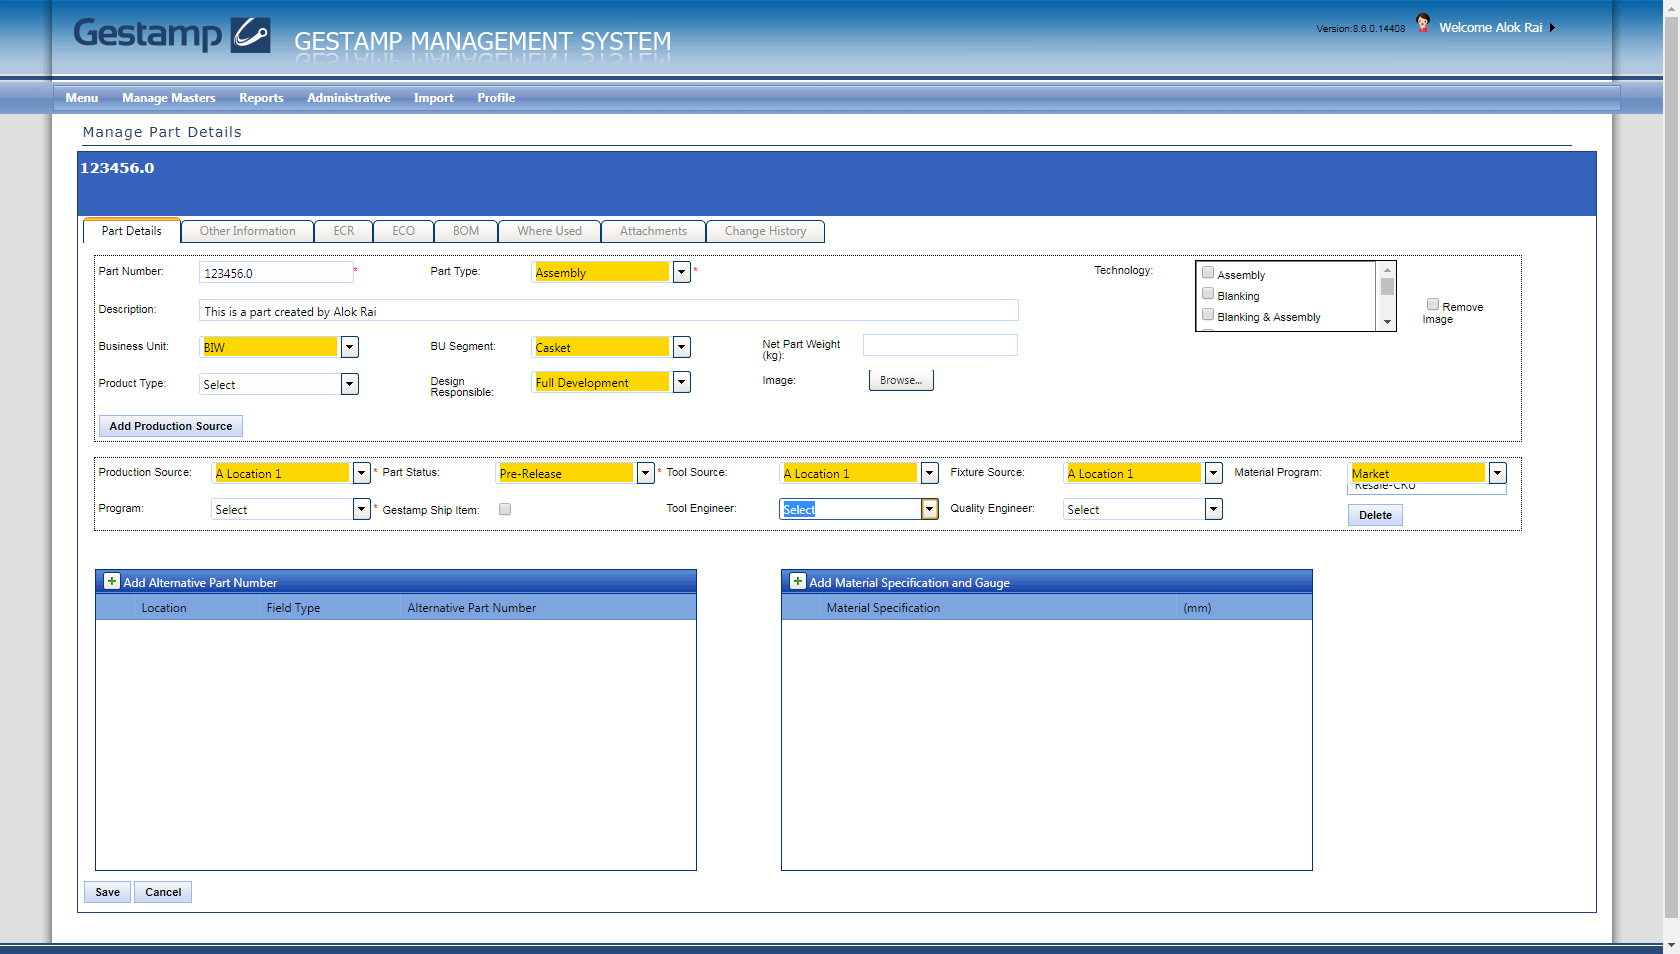 Gestamp
GESTAMP MANAGEMENT SYSTEM
Version:8.6.0.14408
Welcome Alok Rai
Menu Manage Masters Reports Administrative Import Profile
Manage Part Details
123456.0
Part Details Other Information ECR ECO BOM Where Used Attachments Change History
Part Number: 123456.0 * Part Type: Assembly * Technology: Assembly
Blanking
Blanking & Assembly
Remove
Image
Description: This is a part created by Alok Rai
Business Unit: BIW BU Segment: Casket Net Part Weight
(kg):
Product Type: Select Design
Responsible: Full Development Image: Browse...
Add Production Source
Production Source: A Location 1 * Part Status: Pre-Release * Tool Source: A Location 1 Fixture Source: A Location 1 Material Program: Market
Resale-CRU
Program: Select * Gestamp Ship Item: Tool Engineer: Select Quality Engineer: Select
Delete
Add Alternative Part Number
Location Field Type Alternative Part Number
Add Material Specification and Gauge
Material Specification (mm)
Save Cancel